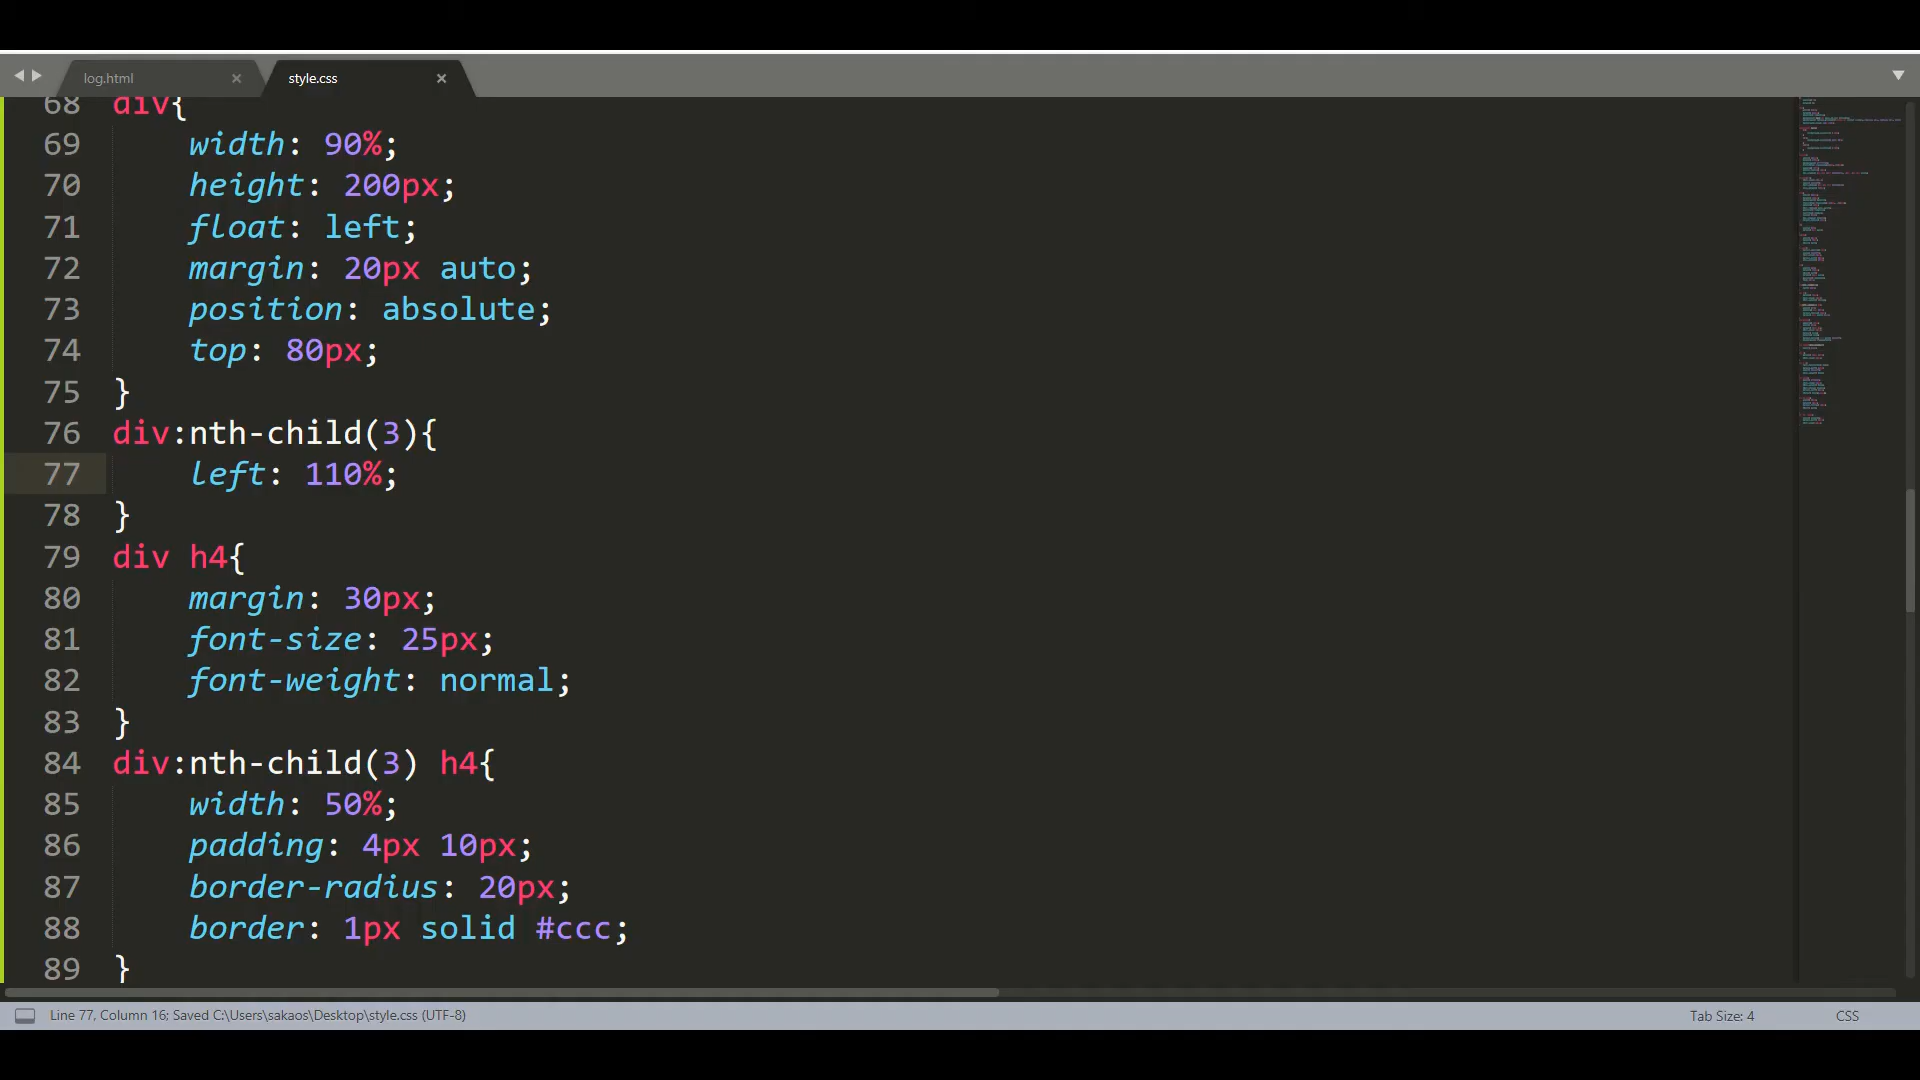 log.html × style.css ×
68 div{
69 width: 90%;
70 height: 200px;
71 float: left;
72 margin: 20px auto;
73 position: absolute;
74 top: 80px;
75 }
76 div:nth-child(3){
77 left: 110%;
78 }
79 div h4{
80 margin: 30px;
81 font-size: 25px;
82 font-weight: normal;
83 }
84 div:nth-child(3) h4{
85 width: 50%;
86 padding: 4px 10px;
87 border-radius: 20px;
88 border: 1px solid #ccc;
89 }
Line 77, Column 16; Saved C:\Users\sakaos\Desktop\style.css (UTF-8) Tab Size: 4 CSS